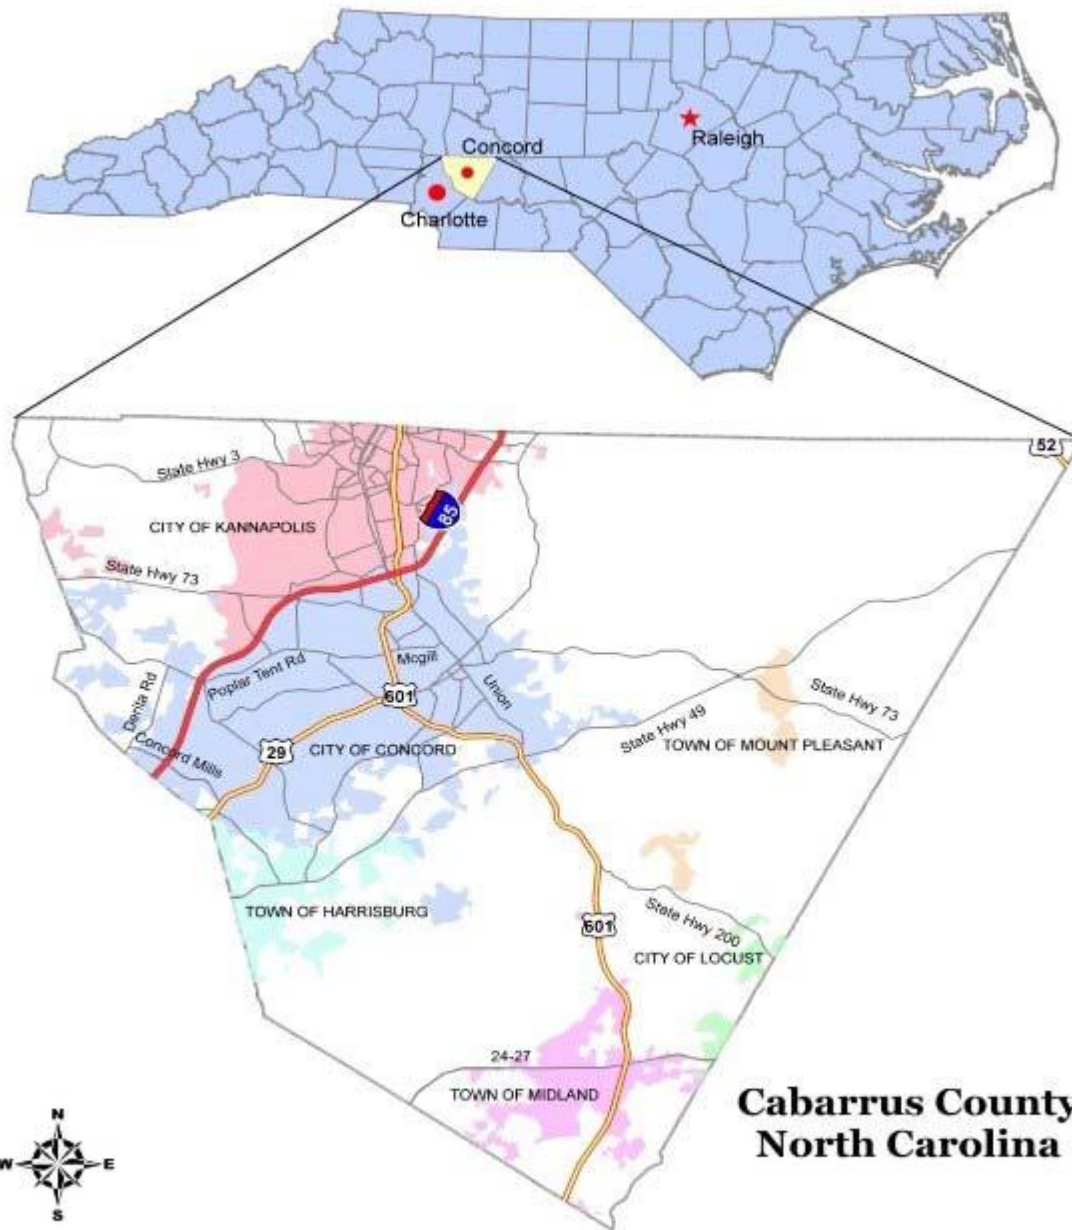 Raleigh
Concord
Charlotte
52
State Hwy 3
85
CITY OF KANNAPOLIS
State Hwy 73
Mcgill
Poplar Tent Rd
Derita Rd
Union
601
State Hwy 73
State Hwy 49
29
CITY OF CONCORD
TOWN OF MOUNT PLEASANT
Concord Mills
TOWN OF HARRISBURG
State Hwy 200
601
CITY OF LOCUST
24-27
TOWN OF MIDLAND
Cabarrus County
North Carolina
N
W
E
S